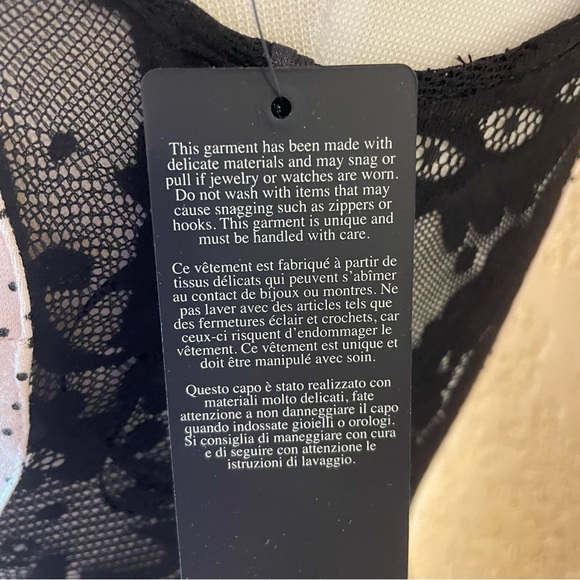 This garment has been made with
delicate materials and may snag or
pull if jewelry or watches are worn.
Do not wash with items that may
cause snagging such as zippers or
hooks. This garment is unique and
must be handled with care.
Ce vêtement est fabriqué à partir de
tissus délicats qui peuvent s'abîmer
au contact de bijoux ou montres. Ne
pas laver avec des articles tels que
des fermetures éclair et crochets, car
ceux-ci risquent d'endommager le
vêtement. Ce vêtement est unique et
doit être manipulé avec soin.
Questo capo è stato realizzato con
materiali molto delicati, fate
attenzione a non danneggiare il capo
quando indossate gioielli o orologi.
Si consiglia di maneggiare con cura
e di seguire con attenzione le
istruzioni di lavaggio.